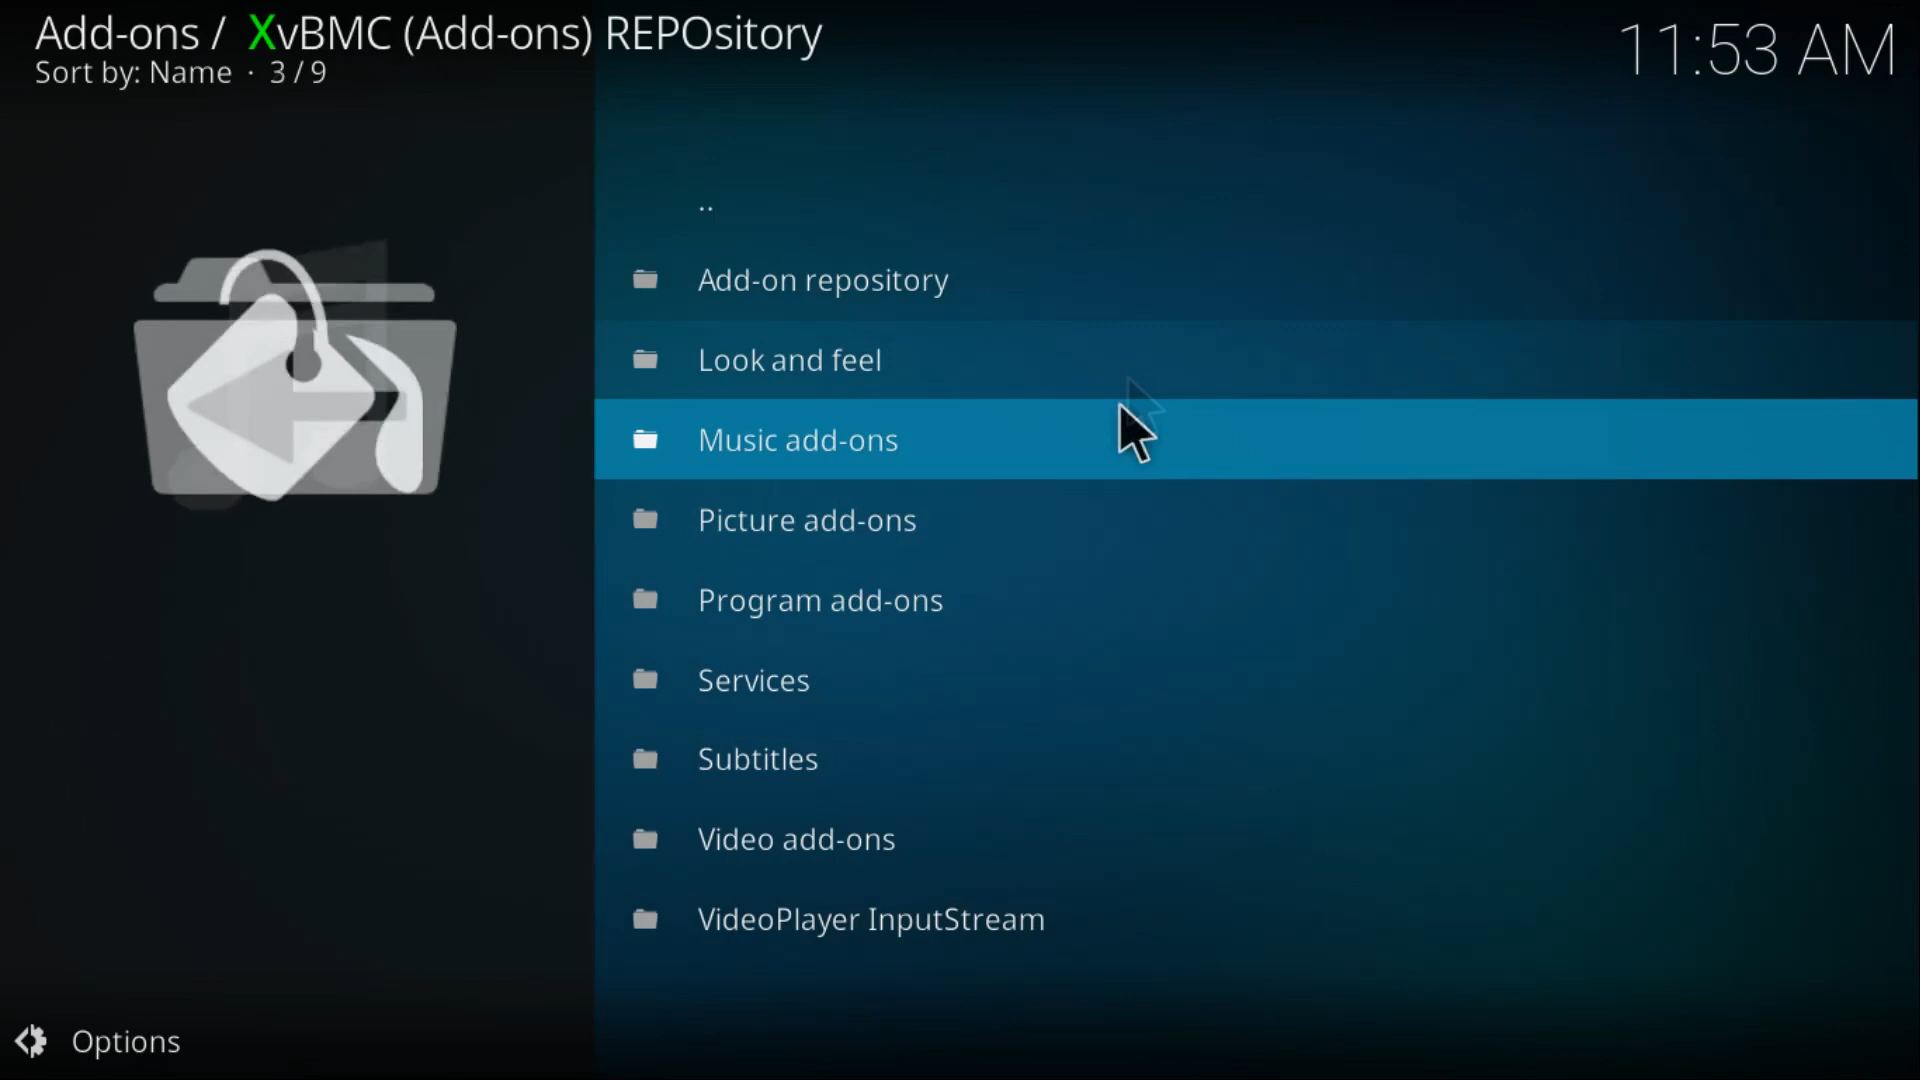 Add-ons / XvBMC (Add-ons) REPOsitory
Sort by: Name · 3 / 9
11:53 AM
..
Add-on repository
Look and feel
Music add-ons
Picture add-ons
Program add-ons
Services
Subtitles
Video add-ons
VideoPlayer InputStream
Options